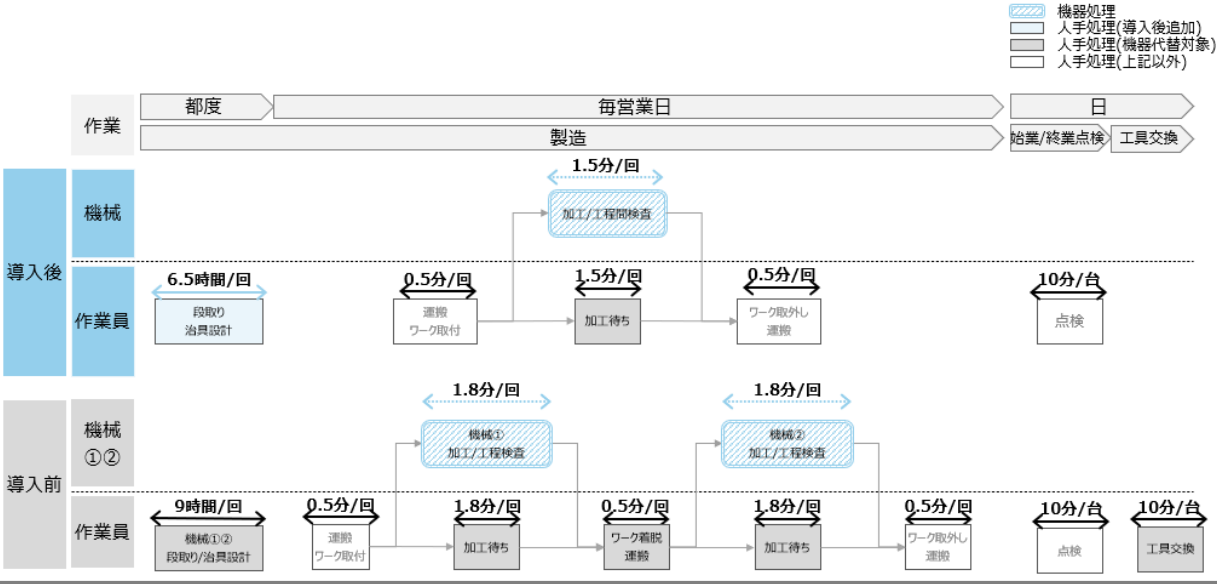 機器処理
人手処理(導入後追加)
人手処理(機器代替対象)
人手処理(上記以外)
作業
都度
毎営業日
日
製造
始業/終業点検
工具交換
導入後
機械
1.5分/回
加工/工程間検査
作業員
6.5時間/回
段取り
治具設計
0.5分/回
運搬
ワーク取付
1.5分/回
加工待ち
0.5分/回
ワーク取外し
運搬
10分/台
点検
導入前
機械
①②
1.8分/回
機械①
加工/工程検査
1.8分/回
機械②
加工/工程検査
作業員
9時間/回
機械①②
段取り/治具設計
0.5分/回
運搬
ワーク取付
1.8分/回
加工待ち
0.5分/回
ワーク着脱
運搬
1.8分/回
加工待ち
0.5分/回
ワーク取外し
運搬
10分/台
点検
10分/台
工具交換